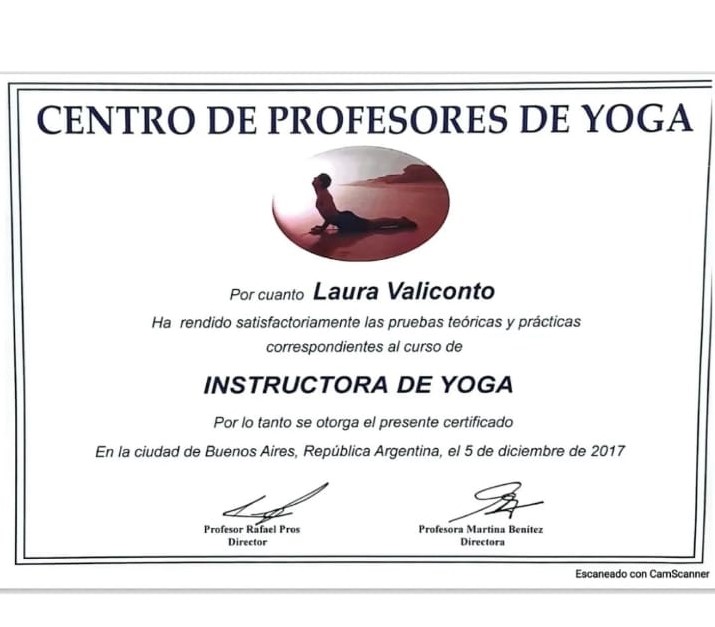 CENTRO DE PROFESORES DE YOGA
Por cuanto Laura Valiconto
Ha rendido satisfactoriamente las pruebas teóricas y prácticas
correspondientes al curso de
INSTRUCTORA DE YOGA
Por lo tanto se otorga el presente certificado
En la ciudad de Buenos Aires, República Argentina, el 5 de diciembre de 2017
Profesor Rafael Pros
Director
Profesora Martina Benitez
Directora
Escaneado con CamScanner